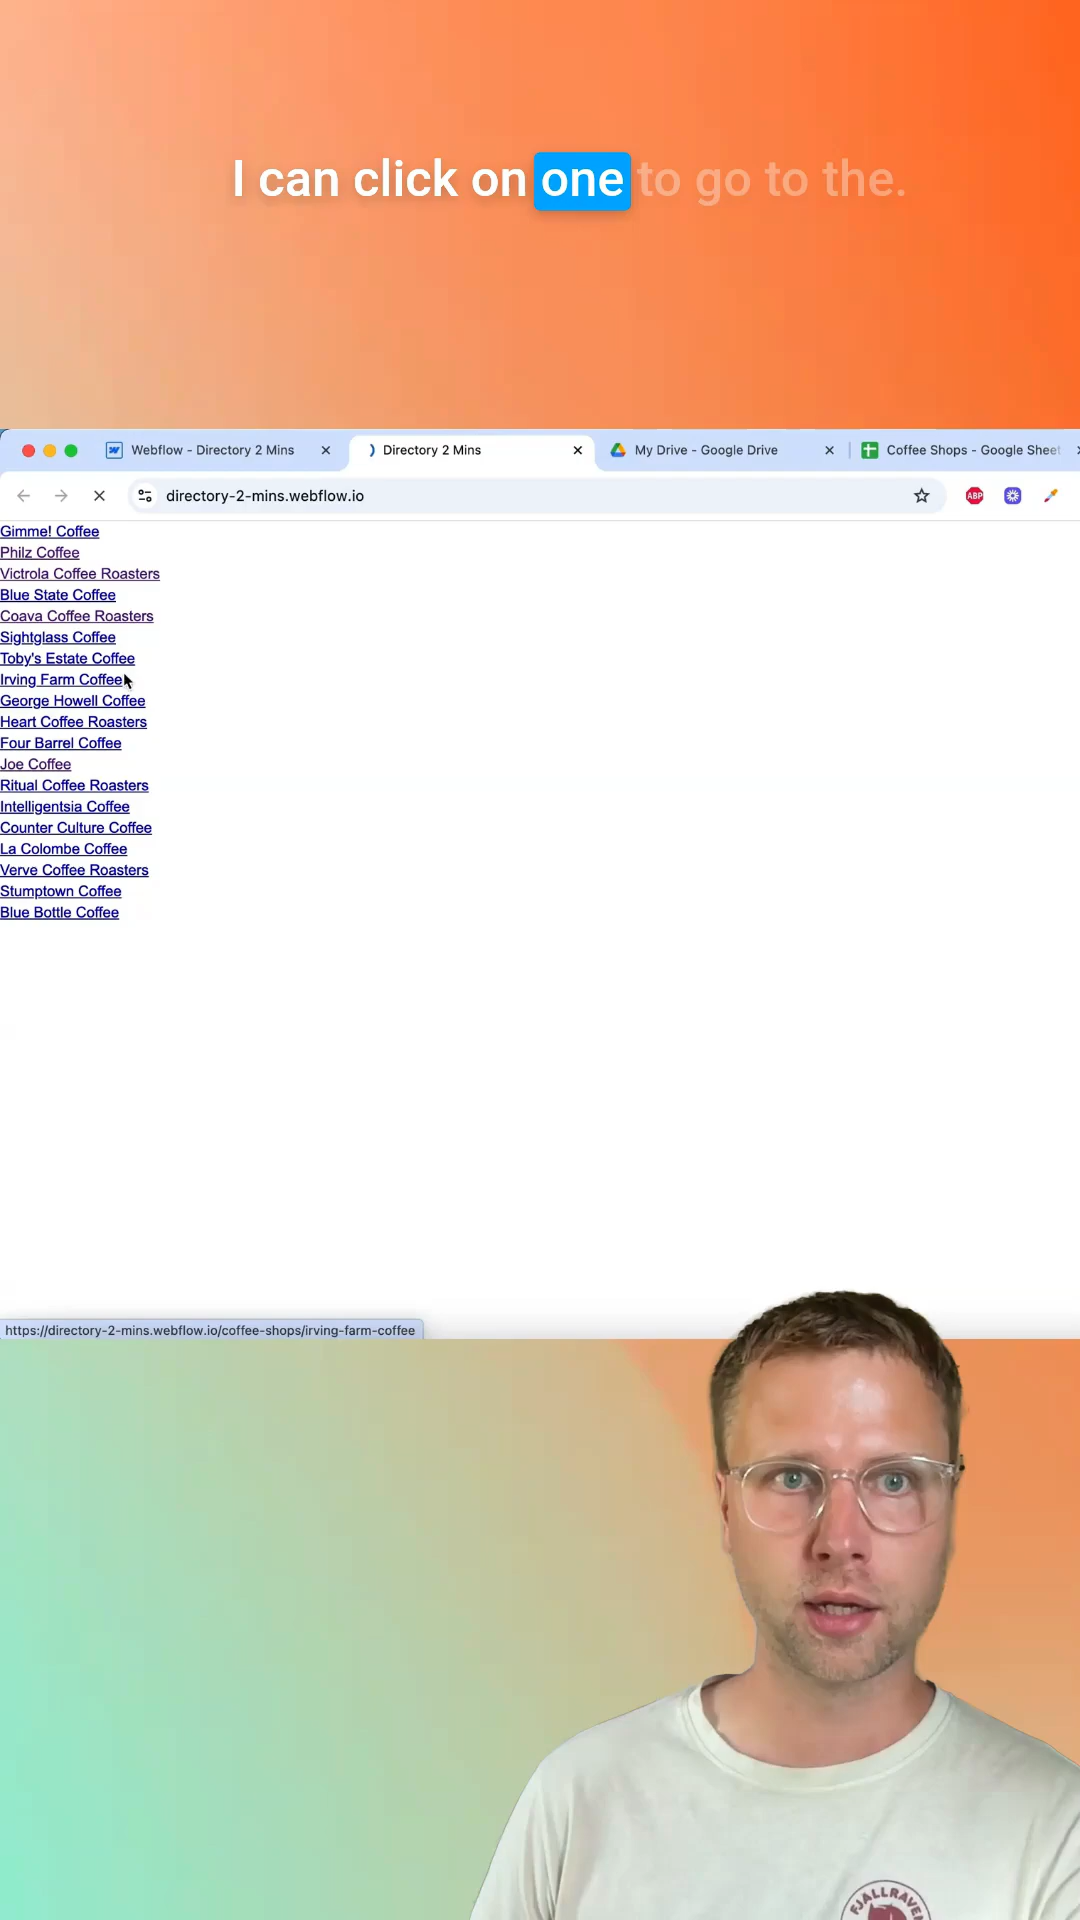 I can click on one to go to the.
Webflow - Directory 2 Mins
Directory 2 Mins
My Drive - Google Drive
Coffee Shops - Google Sheet
directory-2-mins.webflow.io
ABP
Gimme! Coffee
Philz Coffee
Victrola Coffee Roasters
Blue State Coffee
Coava Coffee Roasters
Sightglass Coffee
Toby's Estate Coffee
Irving Farm Coffee
George Howell Coffee
Heart Coffee Roasters
Four Barrel Coffee
Joe Coffee
Ritual Coffee Roasters
Intelligentsia Coffee
Counter Culture Coffee
La Colombe Coffee
Verve Coffee Roasters
Stumptown Coffee
Blue Bottle Coffee
https://directory-2-mins.webflow.io/coffee-shops/irving-farm-coffee
FJALLRAVEN